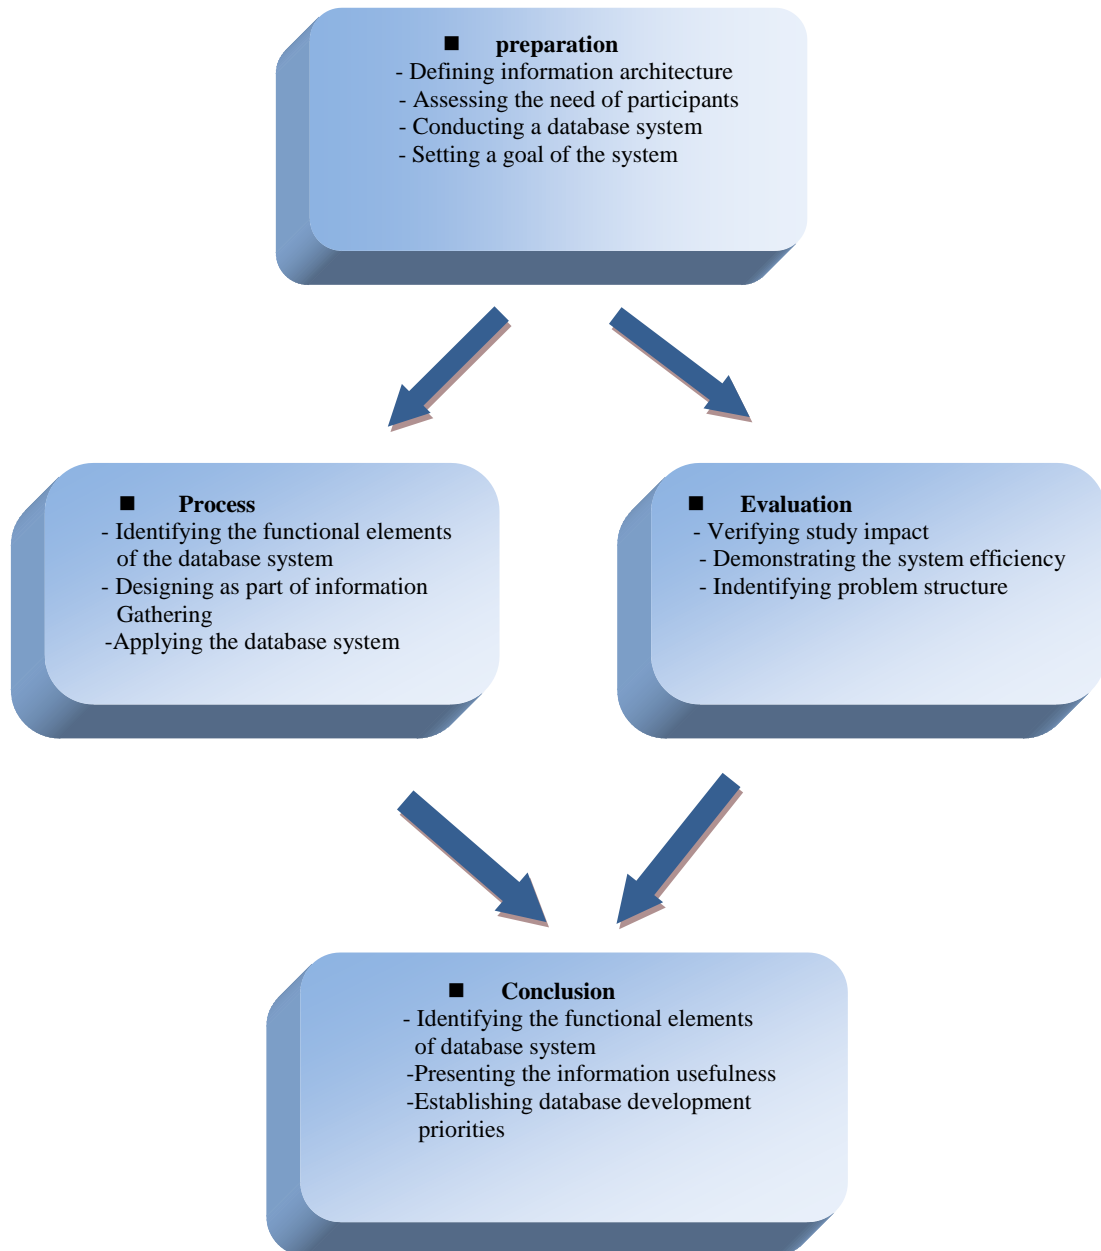 ■ preparation
- Defining information architecture
- Assessing the need of participants
- Conducting a database system
- Setting a goal of the system
■ Process
- Identifying the functional elements
of the database system
- Designing as part of information
Gathering
-Applying the database system
■ Evaluation
- Verifying study impact
- Demonstrating the system efficiency
- Indentifying problem structure
■ Conclusion
- Identifying the functional elements
of database system
-Presenting the information usefulness
-Establishing database development
priorities